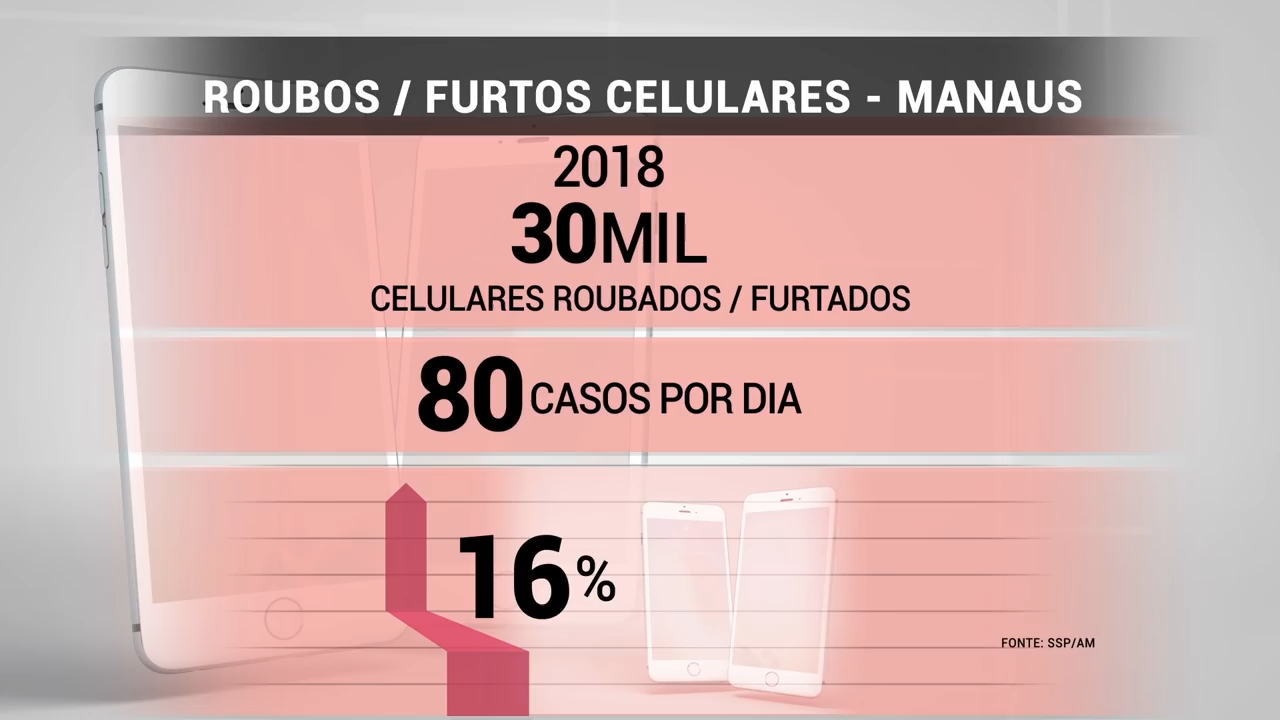 ROUBOS / FURTOS CELULARES - MANAUS
2018
30MIL
CELULARES ROUBADOS / FURTADOS
80 CASOS POR DIA
16%
FONTE: SSP/AM